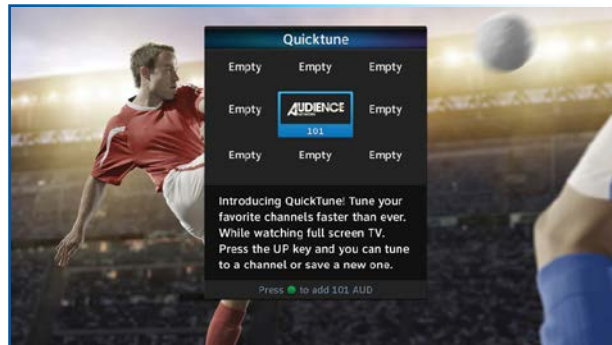 Quicktune
Empty Empty Empty
Empty AUDIENCE Empty
NETWORK
101
Empty Empty Empty
Introducing QuickTune! Tune your
favorite channels faster than ever.
While watching full screen TV.
Press the UP key and you can tune
to a channel or save a new one.
Press to add 101 AUD